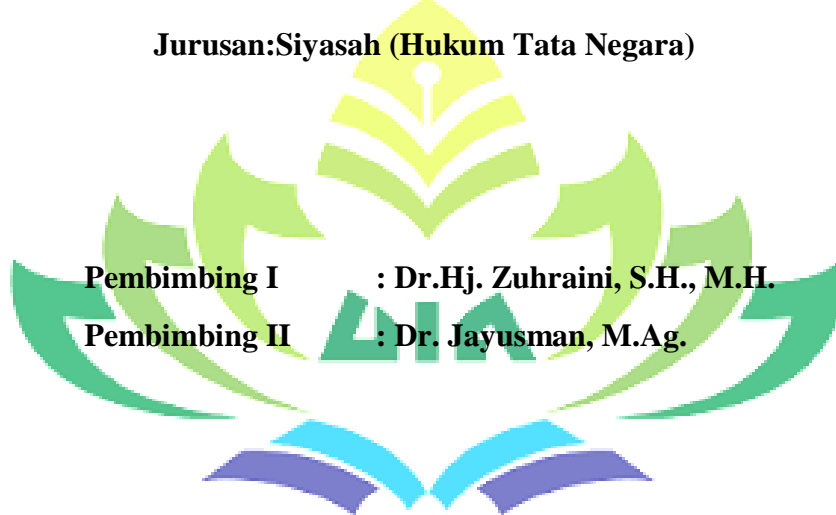 Jurusan:Siyasah (Hukum Tata Negara)
Pembimbing I : Dr.Hj. Zuhraini, S.H., M.H.
Pembimbing II : Dr. Jayusman, M.Ag.